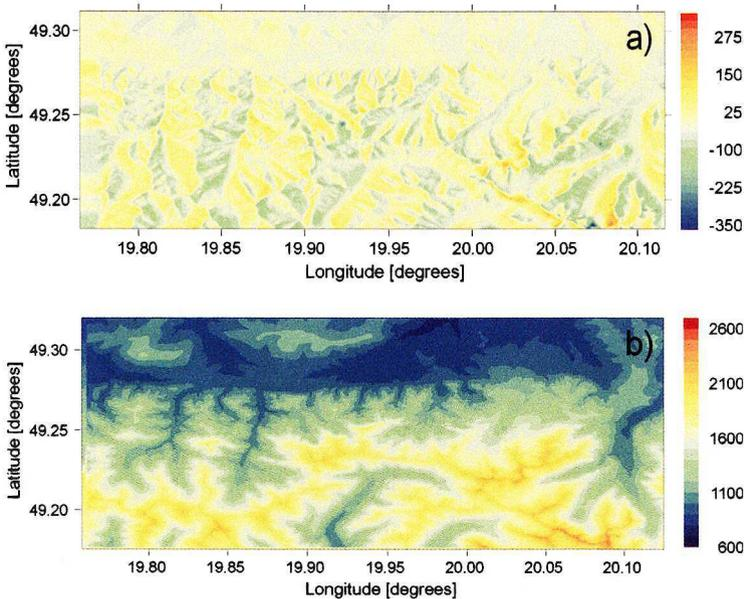 49.30
49.25
49.20
Latitude [degrees]
a)
19.80 19.85 19.90 19.95 20.00 20.05 20.10
Longitude [degrees]
275
150
25
-100
-225
-350
49.30
49.25
49.20
Latitude [degrees]
b)
19.80 19.85 19.90 19.95 20.00 20.05 20.10
Longitude [degrees]
2600
2100
1600
1100
600